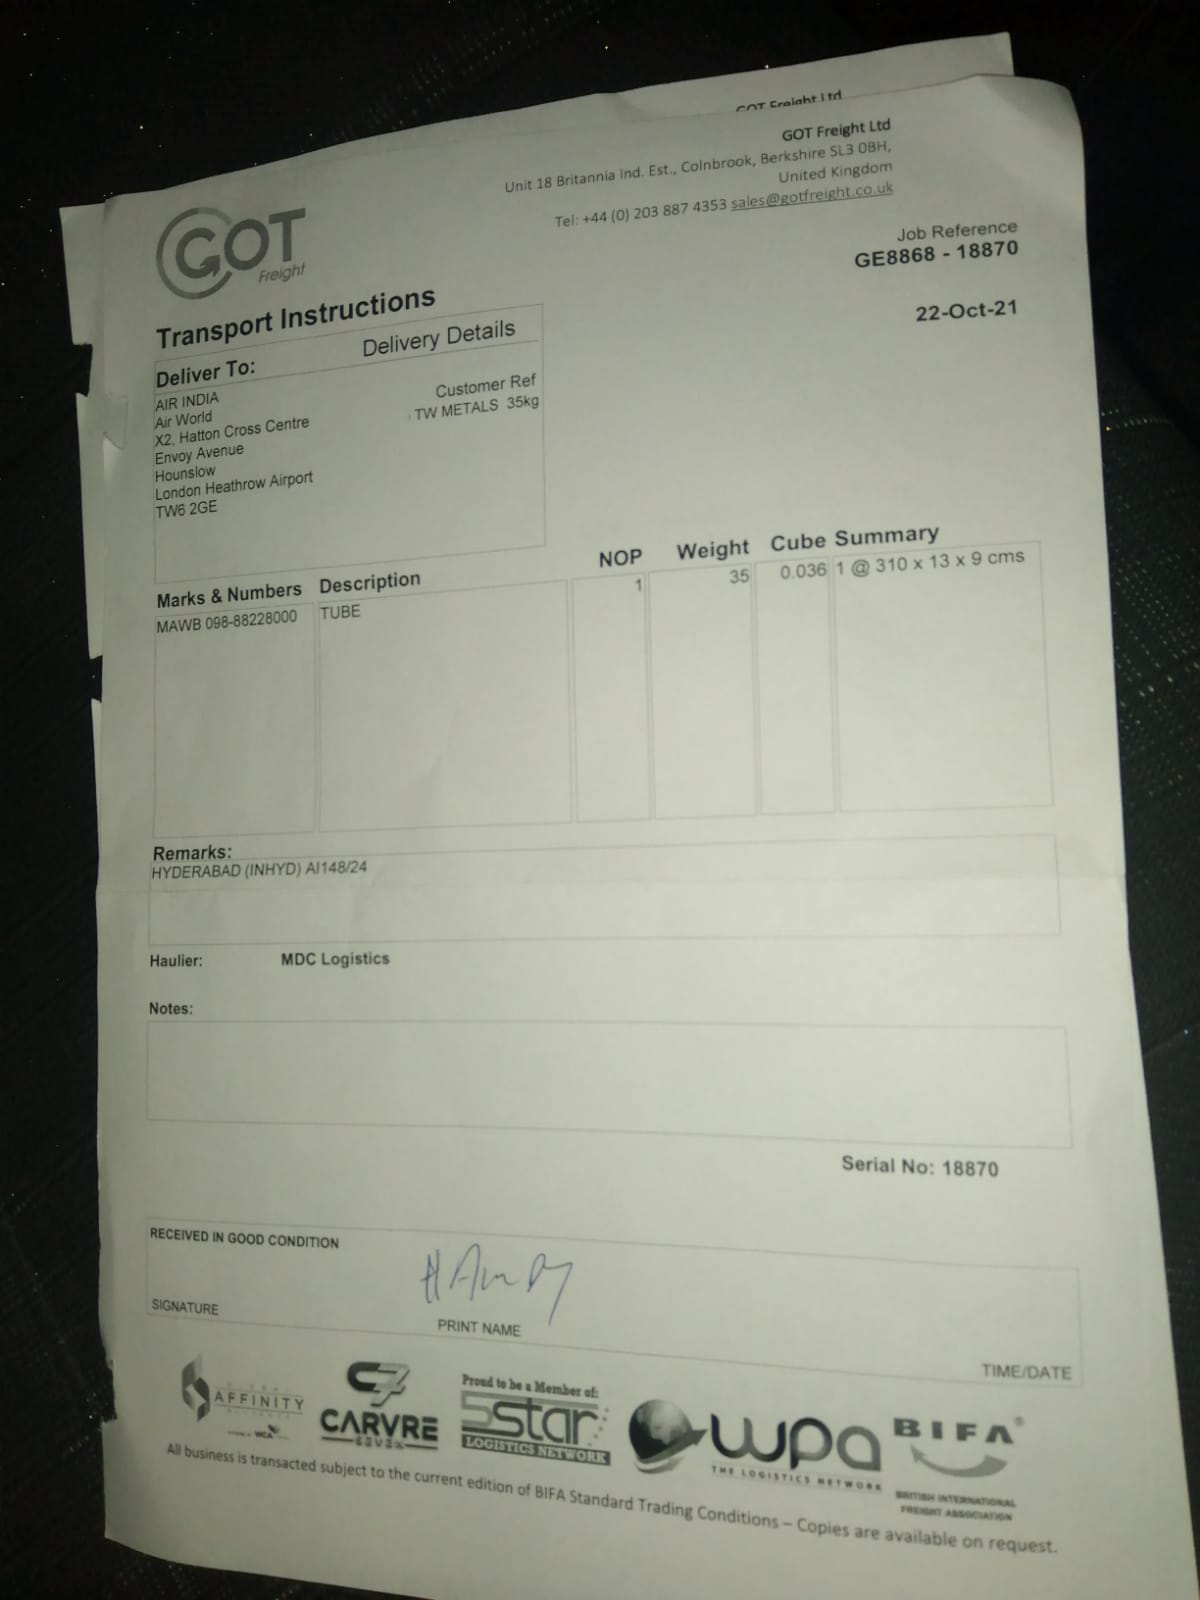 GOT Freight Ltd
GOT Freight Ltd
Unit 18 Britannia Ind. Est., Colnbrook, Berkshire SL3 0BH,
United Kingdom
Tel: +44 (0) 203 887 4353 sales@gotfreight.co.uk
GOT
Freight
Job Reference
GE8868 - 18870
22-Oct-21
Transport Instructions
Delivery Details
Deliver To:
AIR INDIA
Air World
X2, Hatton Cross Centre
Envoy Avenue
Hounslow
London Heathrow Airport
TW6 2GE
Customer Ref
TW METALS 35kg
Marks & Numbers Description NOP Weight Cube Summary
MAWB 098-88228000 TUBE 1 35 0.036 1 @ 310 x 13 x 9 cms
Remarks:
HYDERABAD (INHYD) AI148/24
Haulier: MDC Logistics
Notes:
Serial No: 18870
RECEIVED IN GOOD CONDITION
SIGNATURE
PRINT NAME
TIME/DATE
AFFINITY
WCA
C7
CARVRE
SEVEN
Proud to be a Member of:
5star
LOGISTICS NETWORK
wpa
THE LOGISTICS NETWORK
BIFA®
BRITISH INTERNATIONAL
FREIGHT ASSOCIATION
All business is transacted subject to the current edition of BIFA Standard Trading Conditions – Copies are available on request.